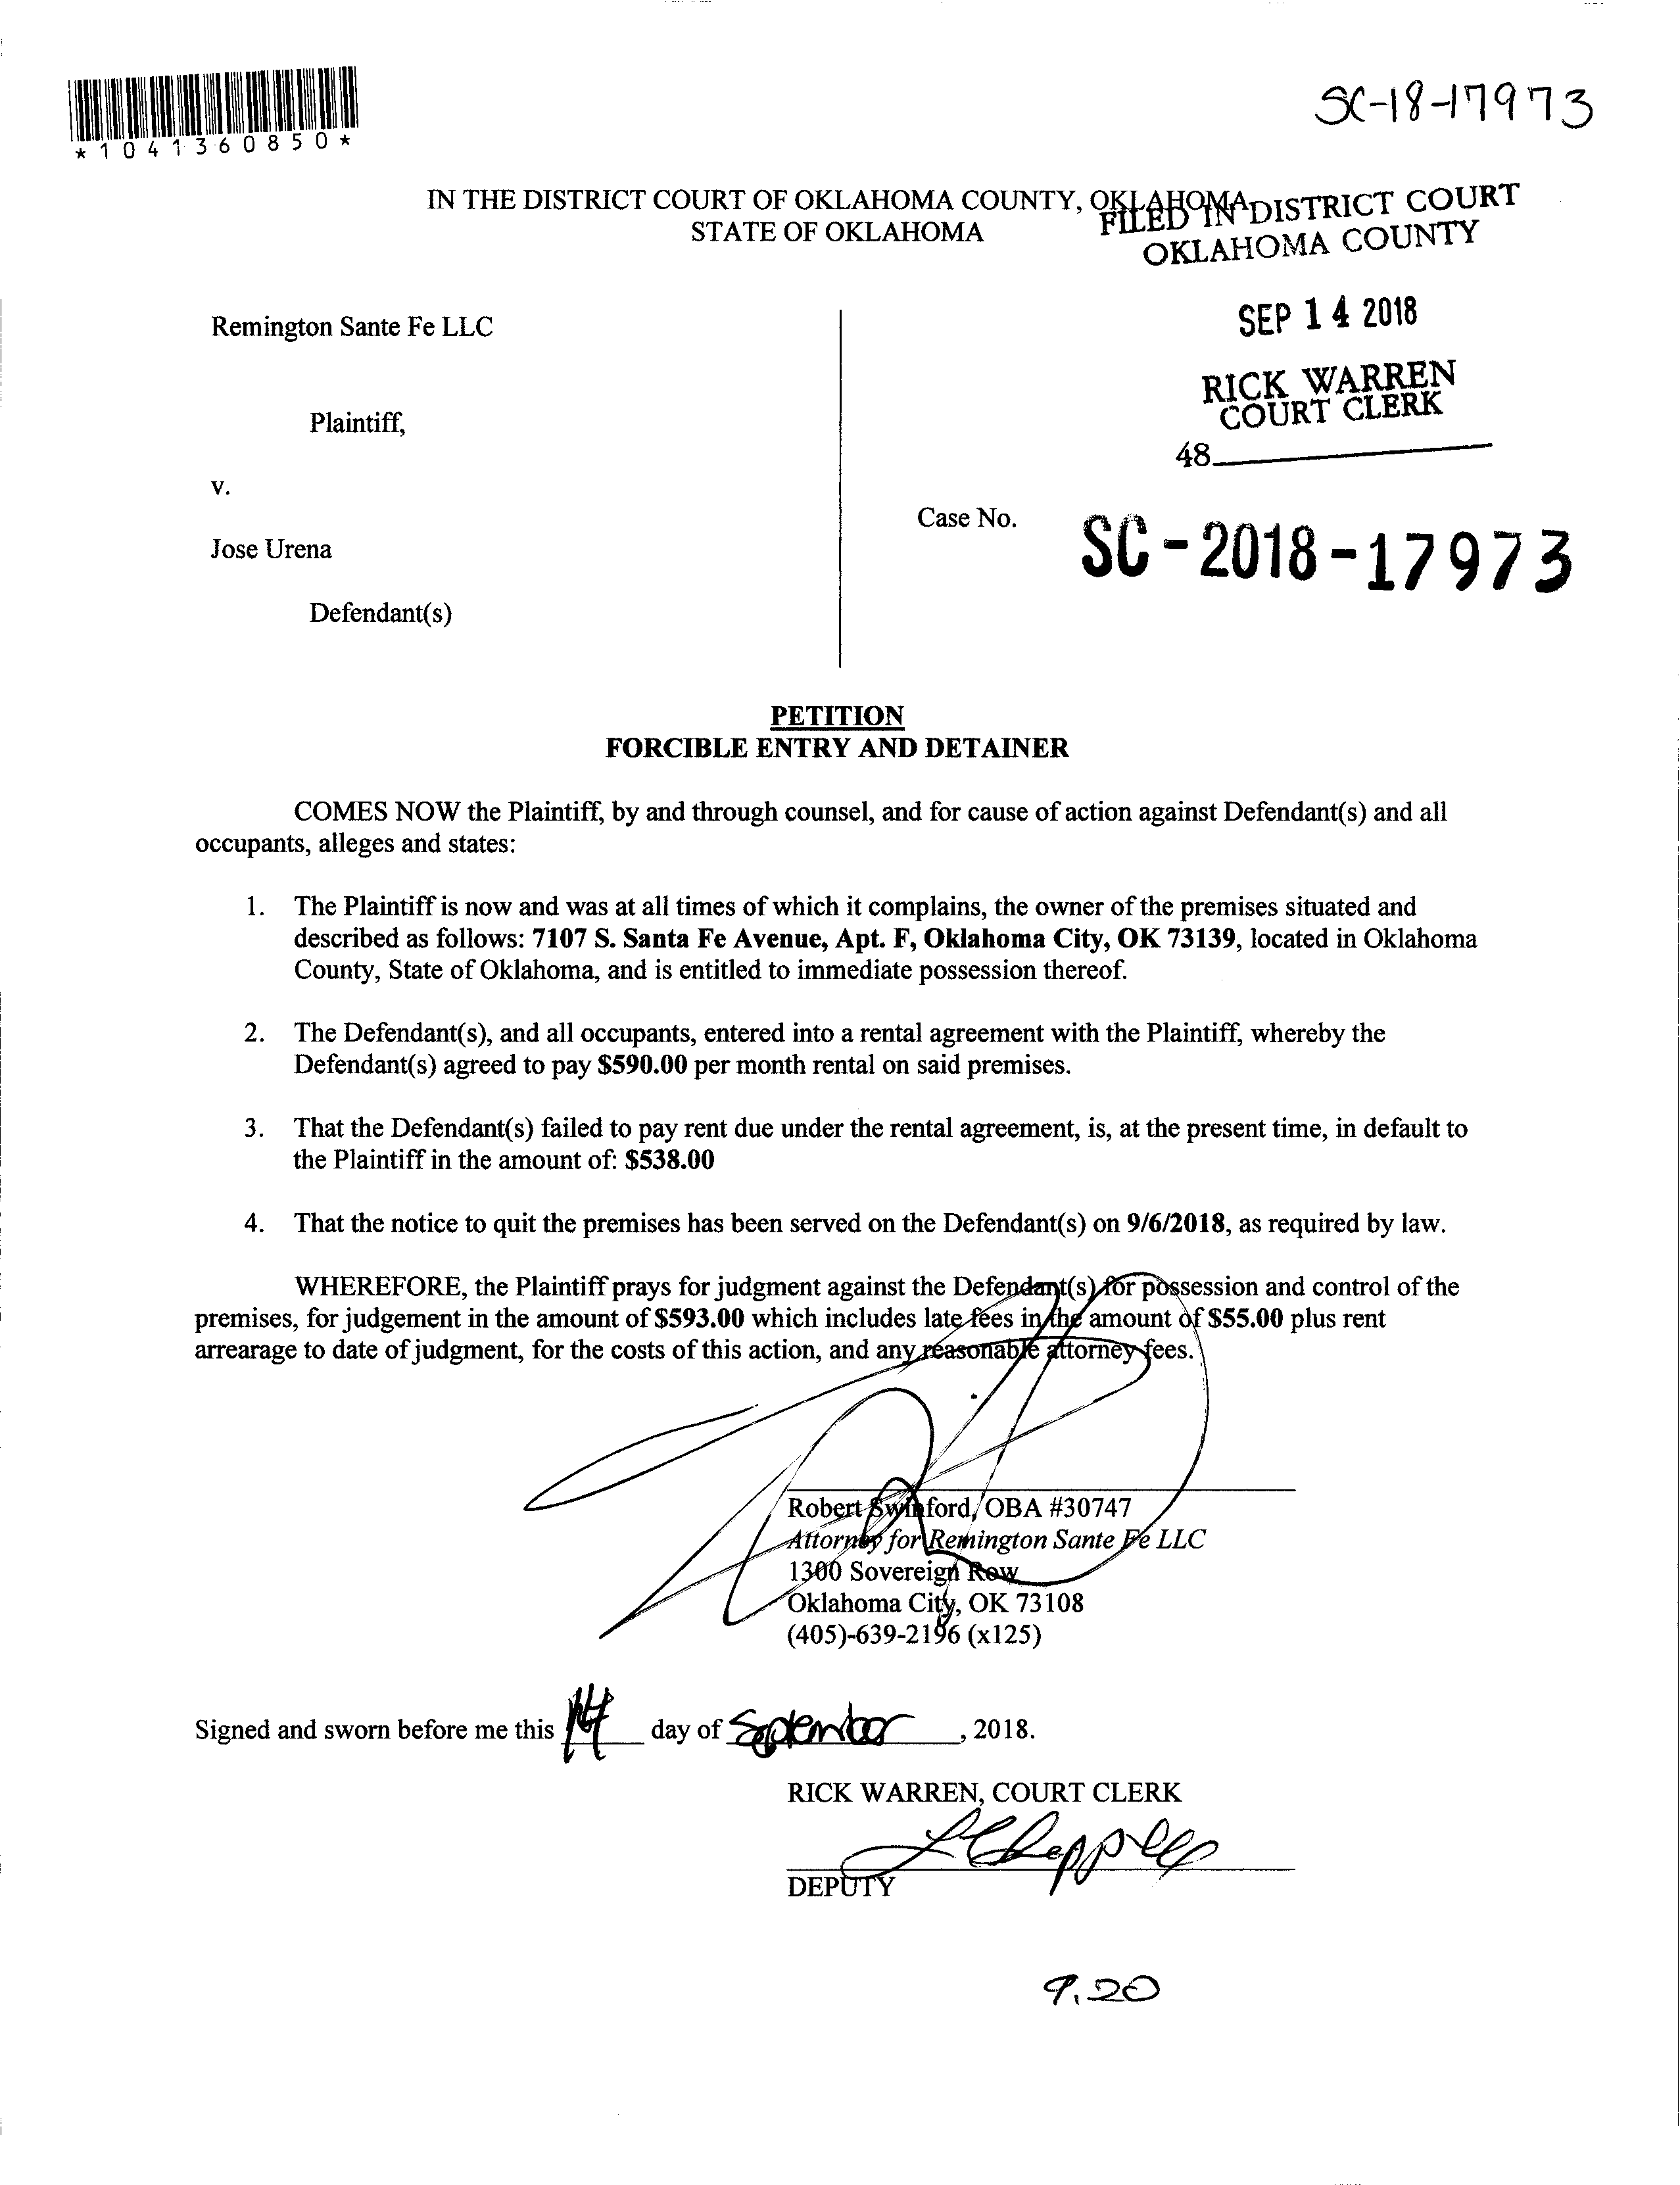 *1041360850*
SC-18-17973
IN THE DISTRICT COURT OF OKLAHOMA COUNTY, OKLAHOMA
STATE OF OKLAHOMA
FILED IN DISTRICT COURT
OKLAHOMA COUNTY
SEP 14 2018
RICK WARREN
COURT CLERK
48
Remington Sante Fe LLC
Plaintiff,
v.
Jose Urena
Defendant(s)
Case No.
SC-2018-17973
PETITION
FORCIBLE ENTRY AND DETAINER
COMES NOW the Plaintiff, by and through counsel, and for cause of action against Defendant(s) and all
occupants, alleges and states:
1. The Plaintiff is now and was at all times of which it complains, the owner of the premises situated and
described as follows: 7107 S. Santa Fe Avenue, Apt. F, Oklahoma City, OK 73139, located in Oklahoma
County, State of Oklahoma, and is entitled to immediate possession thereof.
2. The Defendant(s), and all occupants, entered into a rental agreement with the Plaintiff, whereby the
Defendant(s) agreed to pay $590.00 per month rental on said premises.
3. That the Defendant(s) failed to pay rent due under the rental agreement, is, at the present time, in default to
the Plaintiff in the amount of: $538.00
4. That the notice to quit the premises has been served on the Defendant(s) on 9/6/2018, as required by law.
WHEREFORE, the Plaintiff prays for judgment against the Defendant(s) for possession and control of the
premises, for judgement in the amount of $593.00 which includes late fees in the amount of $55.00 plus rent
arrearage to date of judgment, for the costs of this action, and any reasonable attorney fees.
Robert Swinford, OBA #30747
Attorney for Remington Sante Fe LLC
1300 Sovereign Row
Oklahoma City, OK 73108
(405)-639-2196 (x125)
Signed and sworn before me this 14 day of September, 2018.
RICK WARREN, COURT CLERK
DEPUTY
9.20